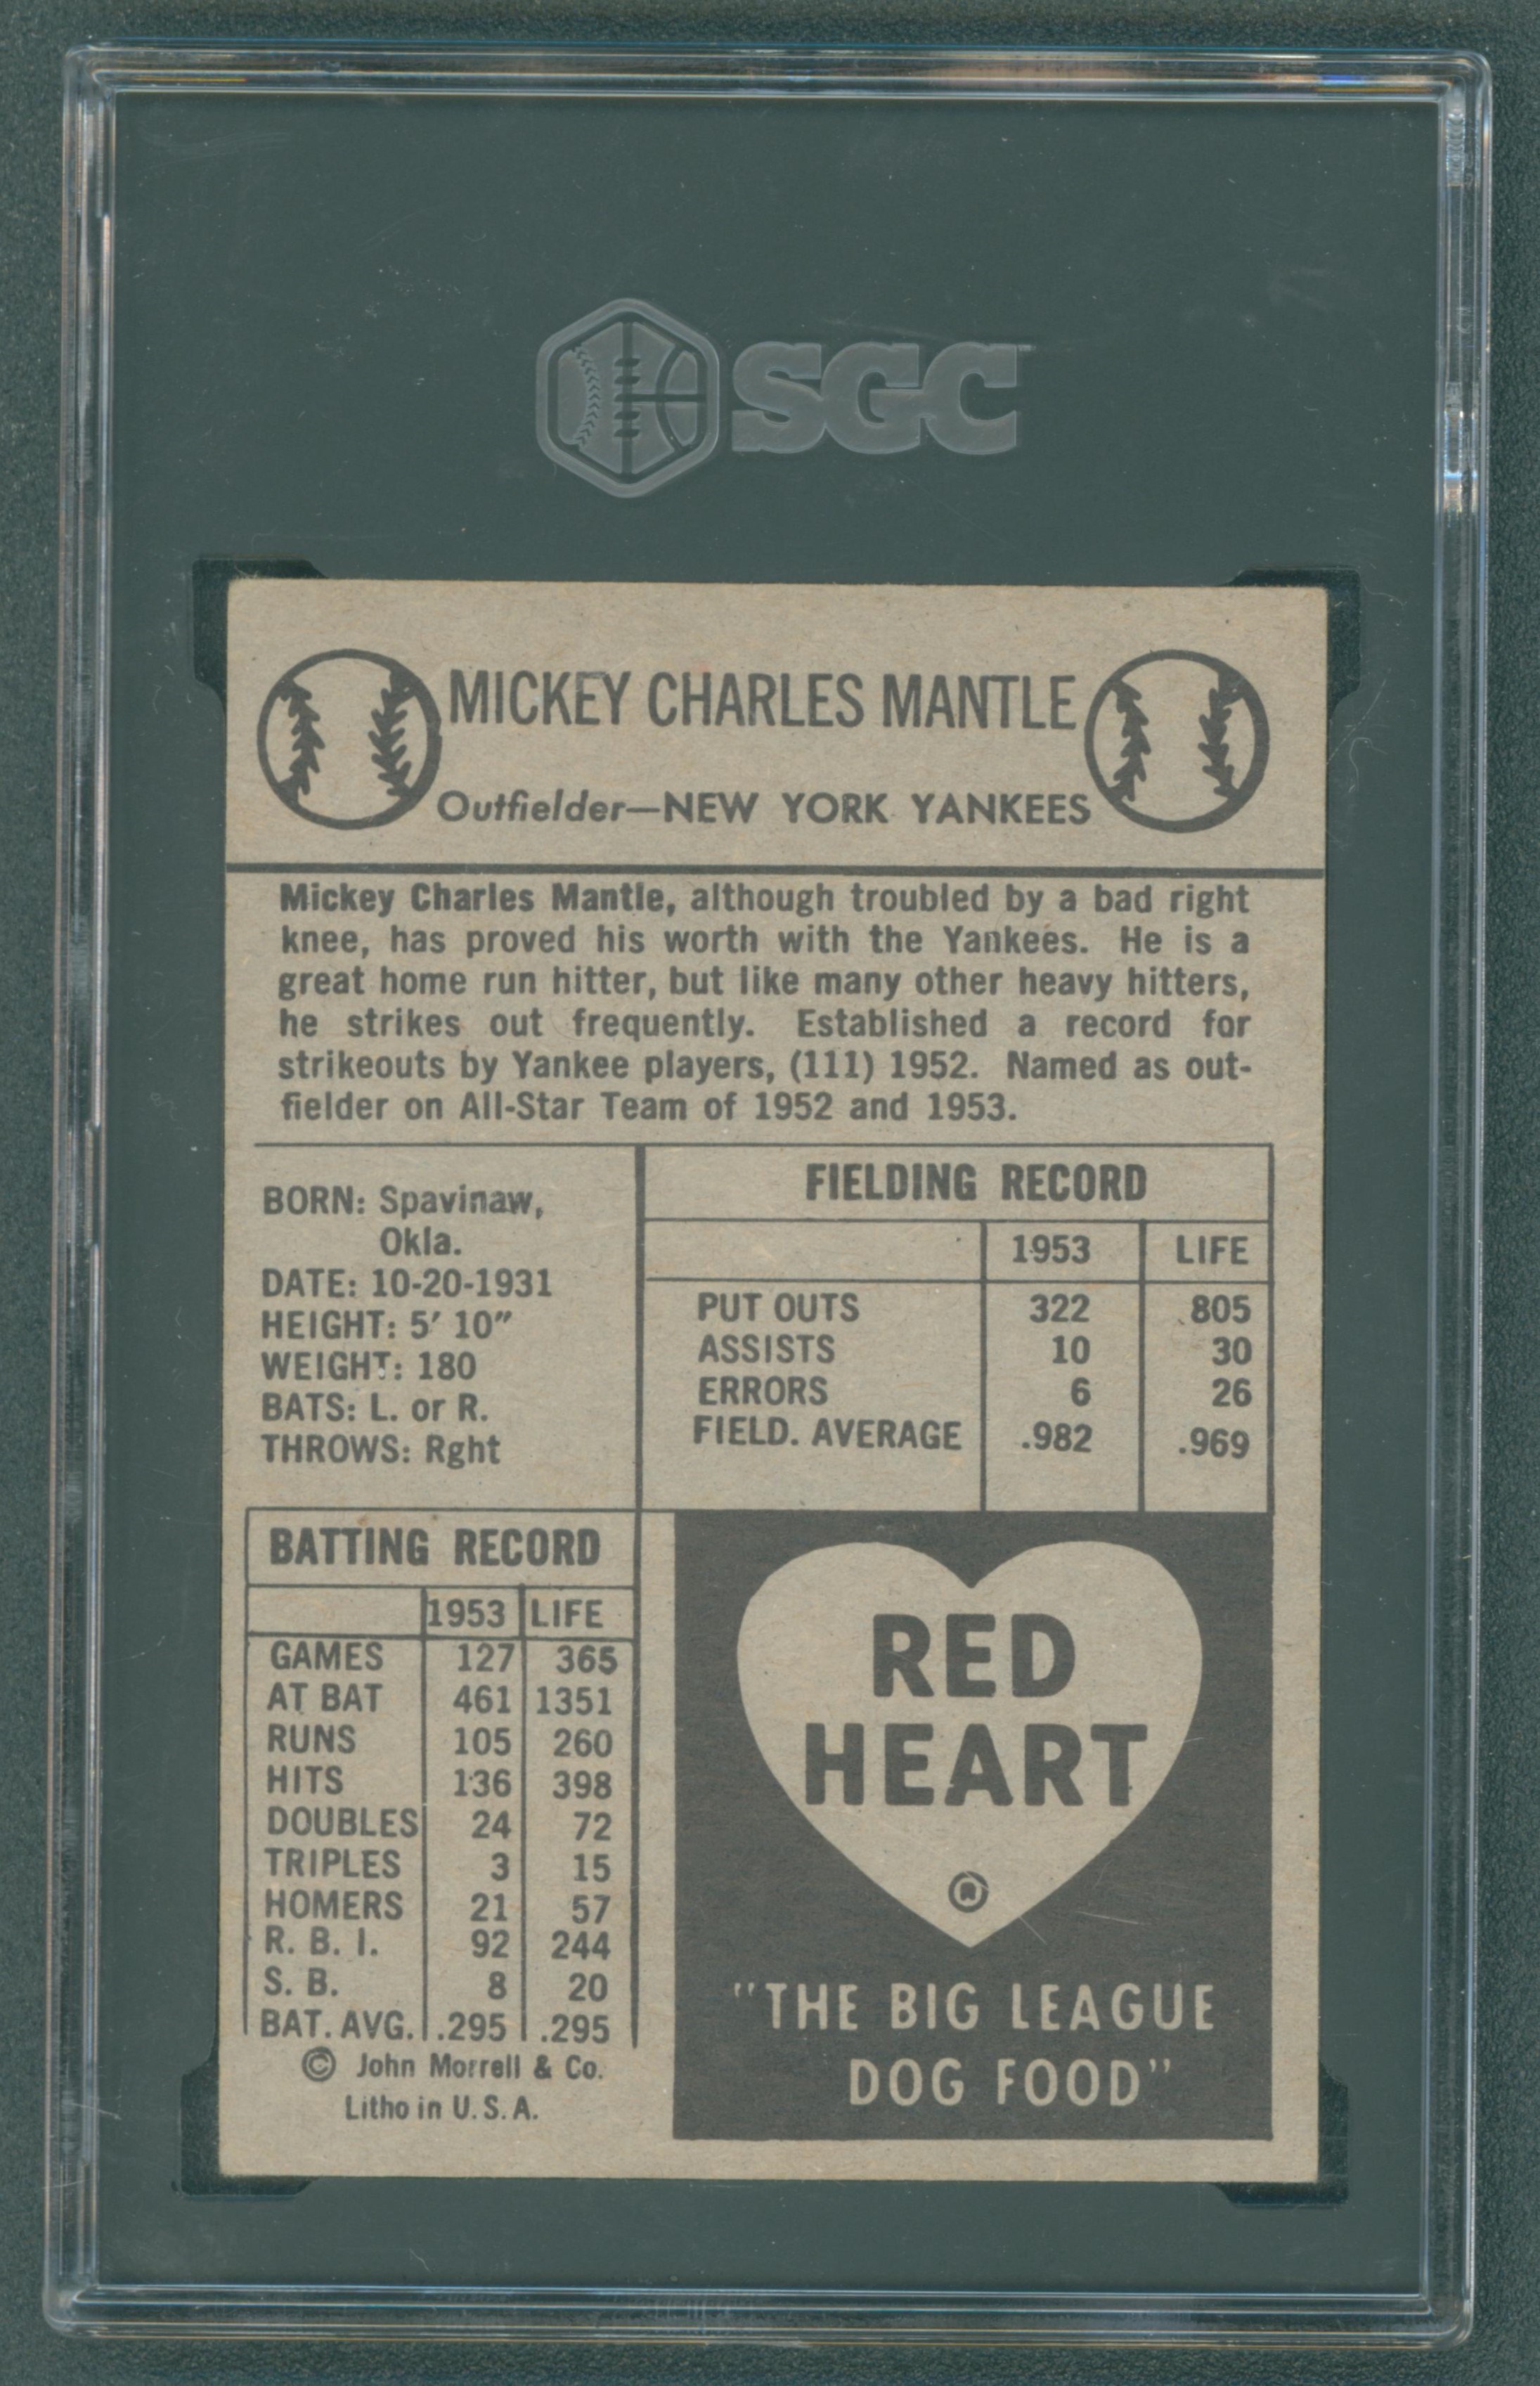 SGC
MICKEY CHARLES MANTLE
Outfielder—NEW YORK YANKEES
Mickey Charles Mantle, although troubled by a bad right
knee, has proved his worth with the Yankees. He is a
great home run hitter, but like many other heavy hitters,
he strikes out frequently. Established a record for
strikeouts by Yankee players, (111) 1952. Named as out-
fielder on All-Star Team of 1952 and 1953.
BORN: Spavinaw,
Okla.
DATE: 10-20-1931
HEIGHT: 5' 10"
WEIGHT: 180
BATS: L. or R.
THROWS: Rght
FIELDING RECORD
1953 LIFE
PUT OUTS 322 805
ASSISTS 10 30
ERRORS 6 26
FIELD. AVERAGE .982 .969
BATTING RECORD
1953 LIFE
GAMES 127 365
AT BAT 461 1351
RUNS 105 260
HITS 136 398
DOUBLES 24 72
TRIPLES 3 15
HOMERS 21 57
R. B. I. 92 244
S. B. 8 20
BAT. AVG. .295 .295
© John Morrell & Co.
Litho in U. S. A.
RED
HEART
®
"THE BIG LEAGUE
DOG FOOD"